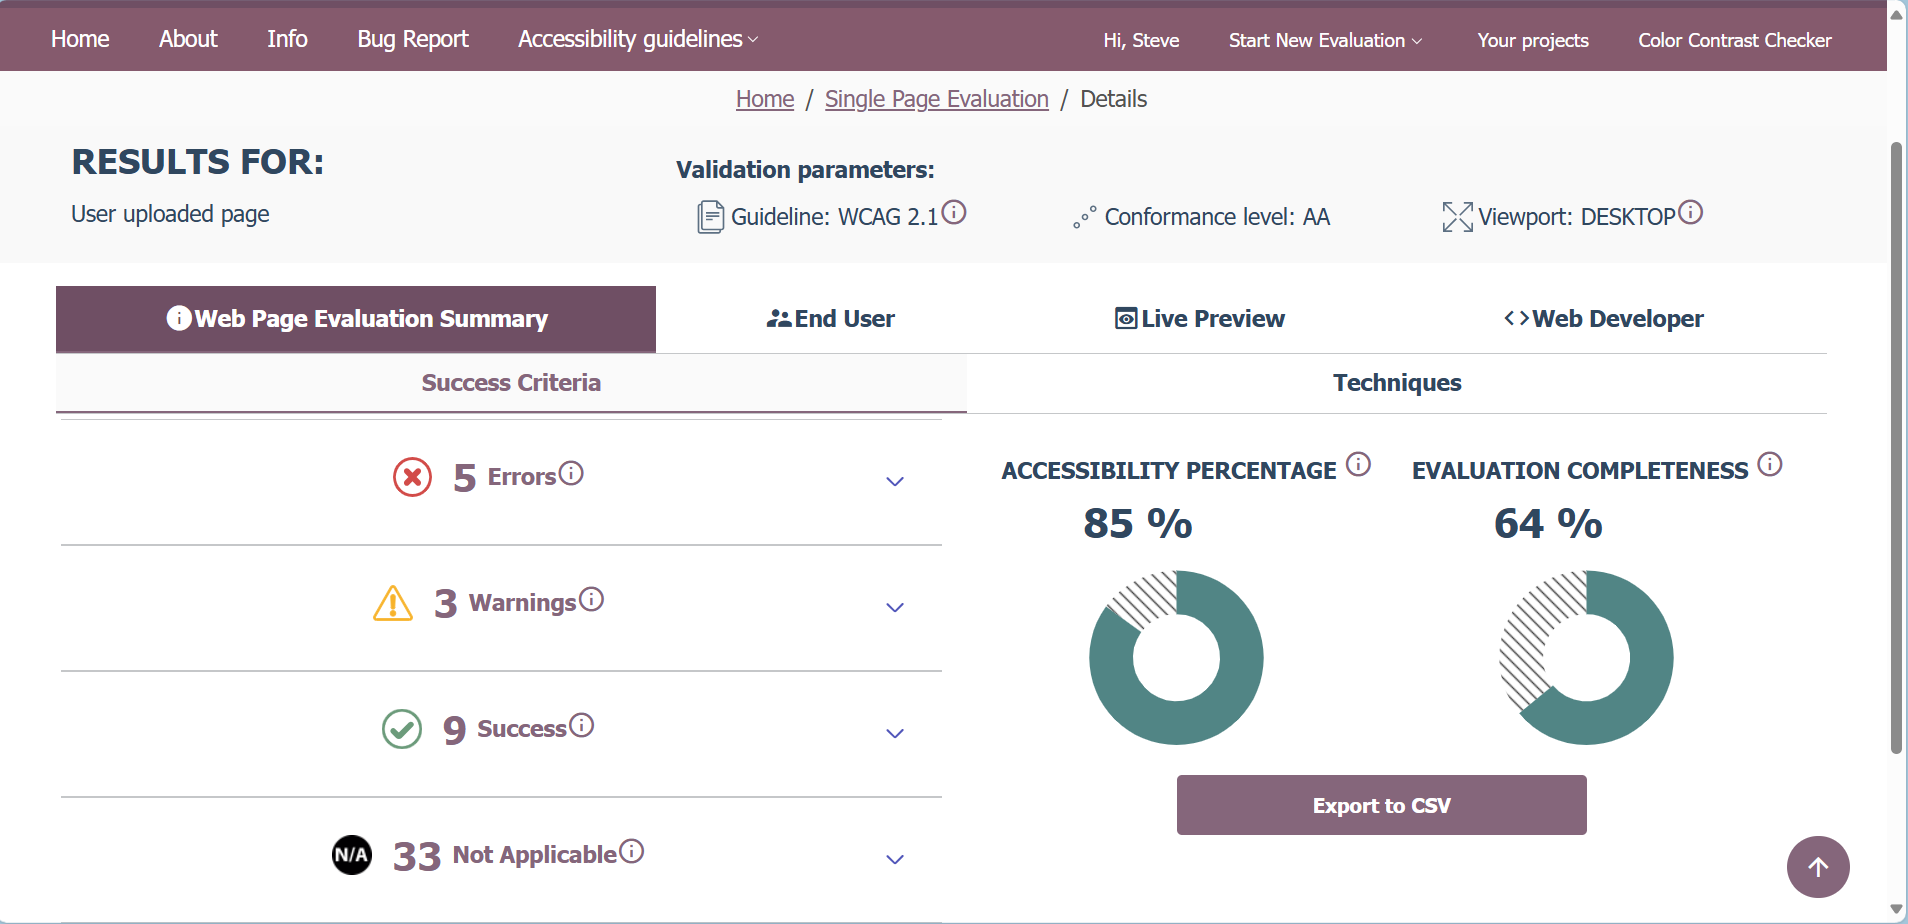 Home About Info Bug Report Accessibility guidelines Hi, Steve Start New Evaluation Your projects Color Contrast Checker
Home / Single Page Evaluation / Details
RESULTS FOR:
User uploaded page
Validation parameters:
Guideline: WCAG 2.1 Conformance level: AA Viewport: DESKTOP
Web Page Evaluation Summary End User Live Preview Web Developer
Success Criteria Techniques
5 Errors
3 Warnings
9 Success
N/A 33 Not Applicable
ACCESSIBILITY PERCENTAGE
85 %
EVALUATION COMPLETENESS
64 %
Export to CSV